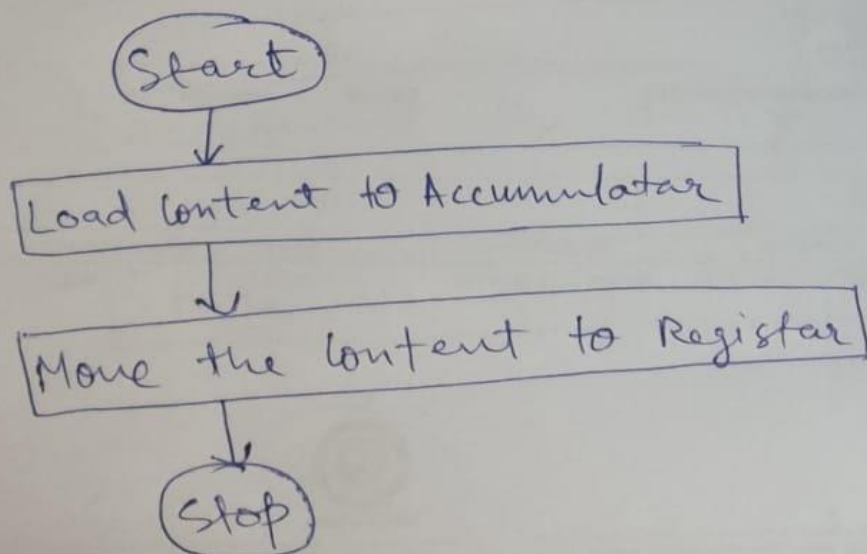 Start
Load Content to Accumulatar
Move the Content to Registar
Stop